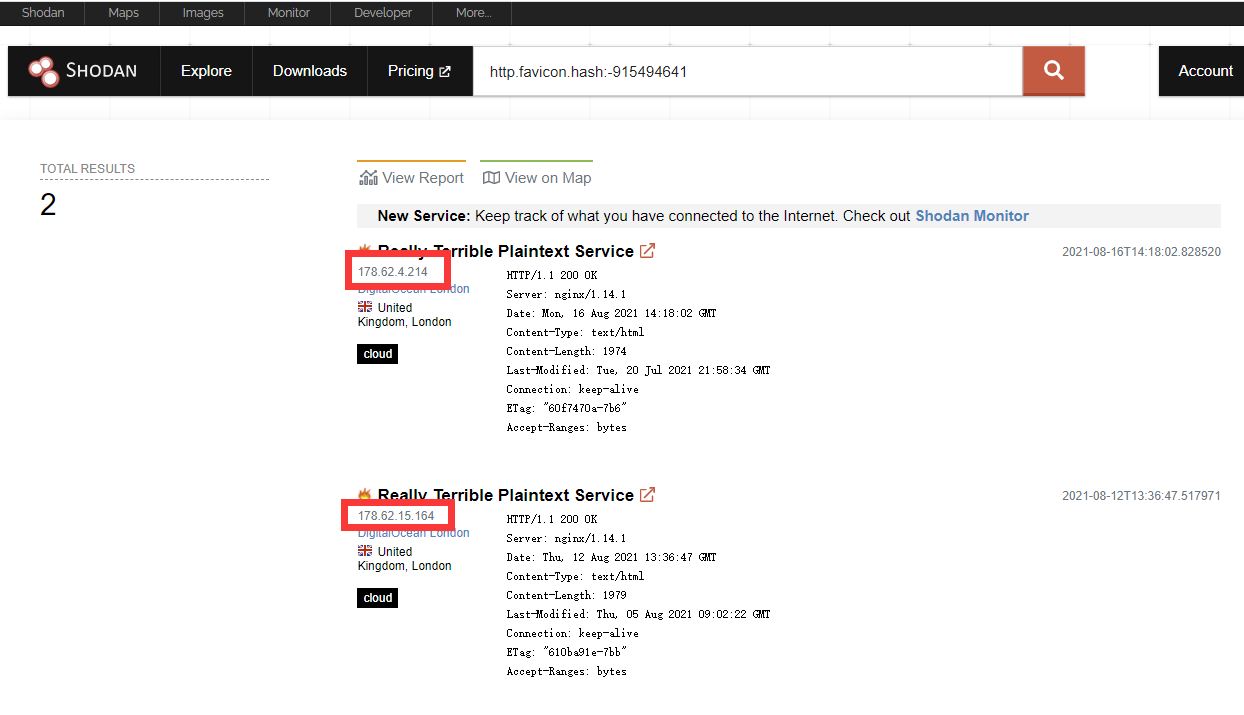 Shodan Maps Images Monitor Developer More...
SHODAN Explore Downloads Pricing http.favicon.hash:-915494641 Account
TOTAL RESULTS
2
View Report View on Map
New Service: Keep track of what you have connected to the Internet. Check out Shodan Monitor
Really Terrible Plaintext Service
2021-08-16T14:18:02.828520
178.62.4.214
DigitalOcean London
United
Kingdom, London
cloud
HTTP/1.1 200 OK
Server: nginx/1.14.1
Date: Mon, 16 Aug 2021 14:18:02 GMT
Content-Type: text/html
Content-Length: 1974
Last-Modified: Tue, 20 Jul 2021 21:58:34 GMT
Connection: keep-alive
ETag: "60f7470a-7b6"
Accept-Ranges: bytes
Really Terrible Plaintext Service
2021-08-12T13:36:47.517971
178.62.15.164
DigitalOcean London
United
Kingdom, London
cloud
HTTP/1.1 200 OK
Server: nginx/1.14.1
Date: Thu, 12 Aug 2021 13:36:47 GMT
Content-Type: text/html
Content-Length: 1979
Last-Modified: Thu, 05 Aug 2021 09:02:22 GMT
Connection: keep-alive
ETag: "610ba91e-7bb"
Accept-Ranges: bytes